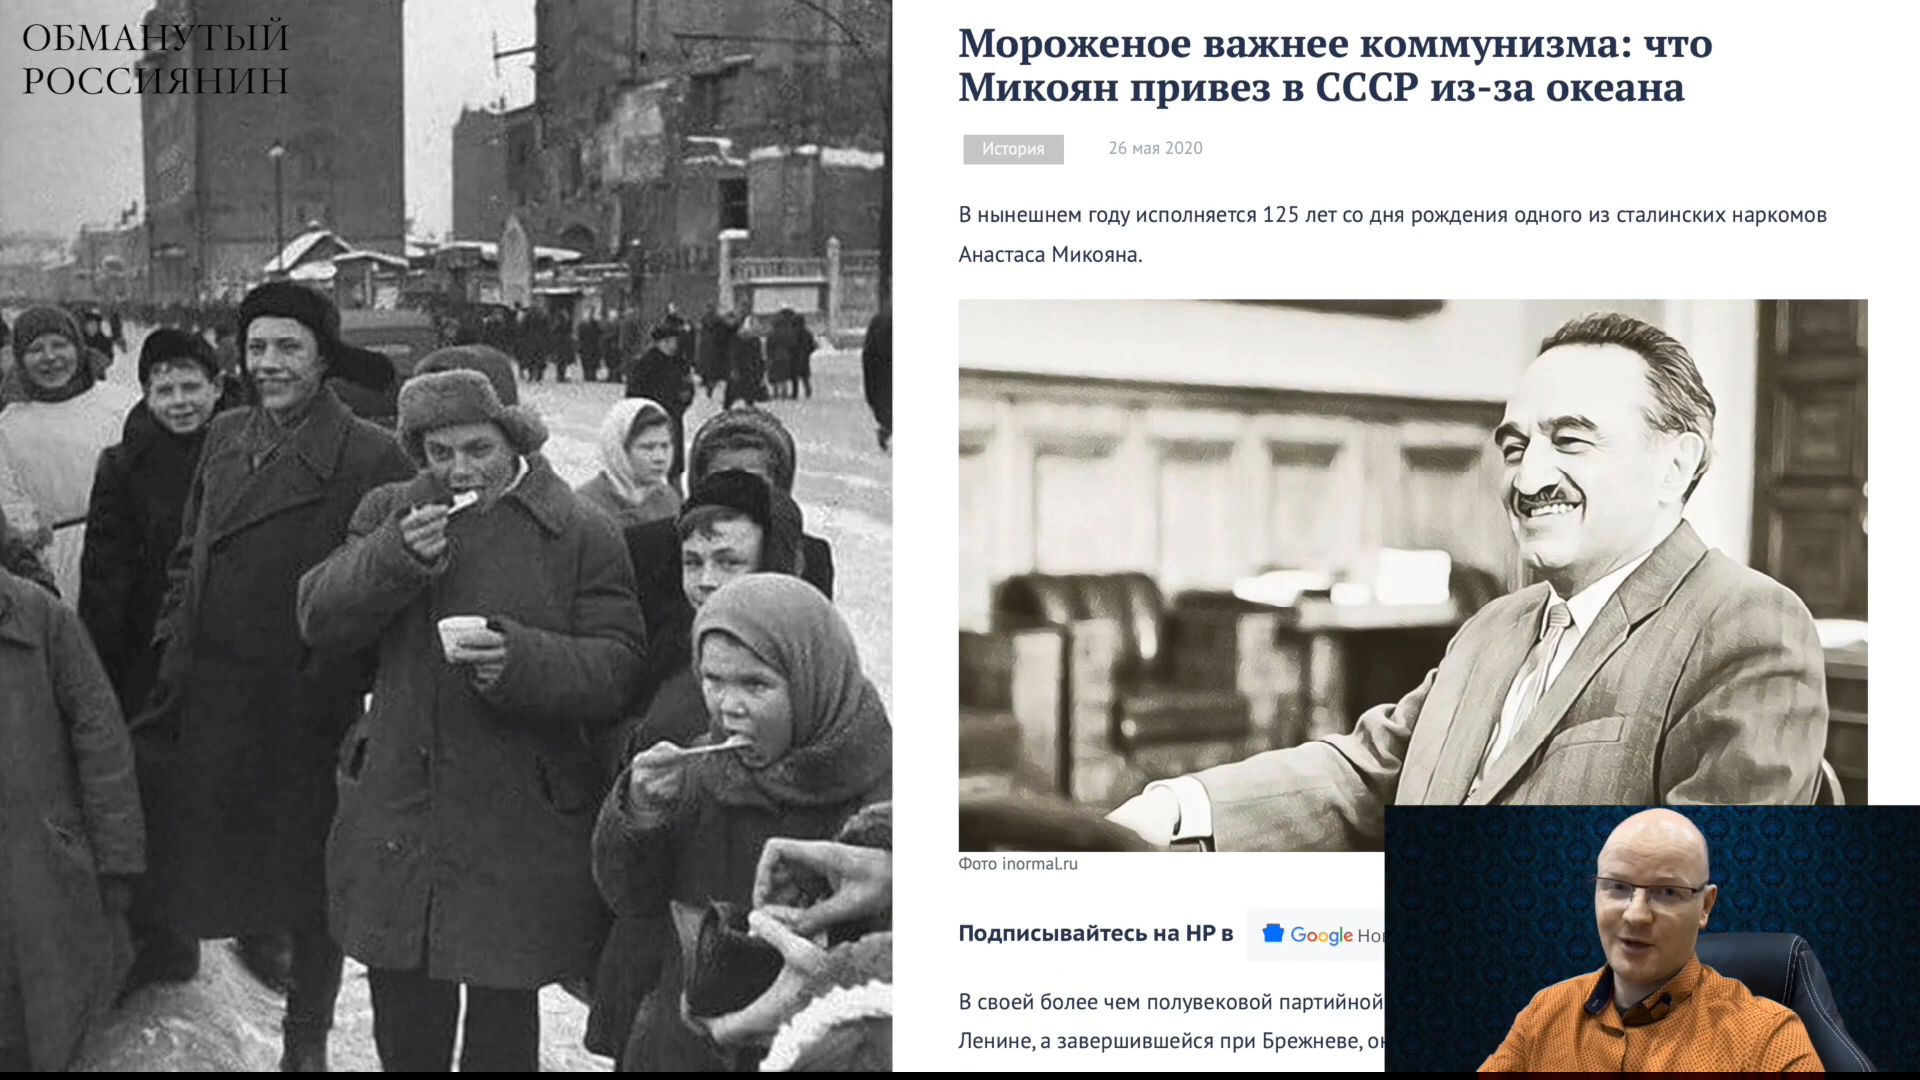 ОБМАНУТЫЙ
РОССИЯНИН
Мороженое важнее коммунизма: что
Микоян привез в СССР из-за океана
История
26 мая 2020
В нынешнем году исполняется 125 лет со дня рождения одного из сталинских наркомов
Анастаса Микояна.
Фото inormal.ru
Подписывайтесь на НР в
Google Но
В своей более чем полувековой партийной
Ленине, а завершившейся при Брежневе, он